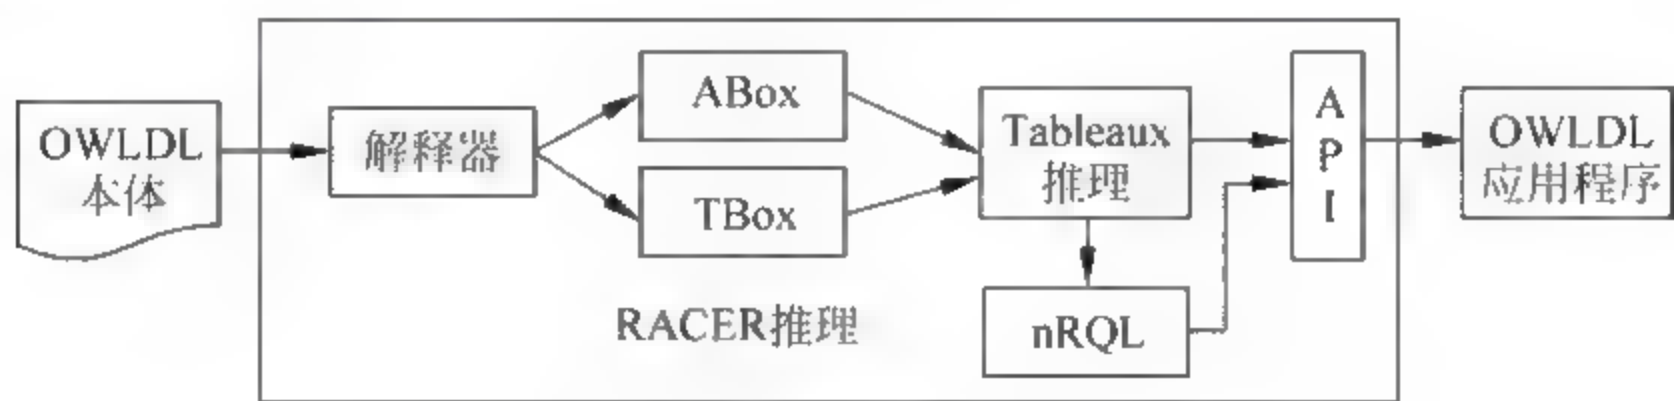 OWLDL
本体
解释器
ABox
TBox
Tableaux
推理
nRQL
A
P
I
OWLDL
应用程序
RACER推理